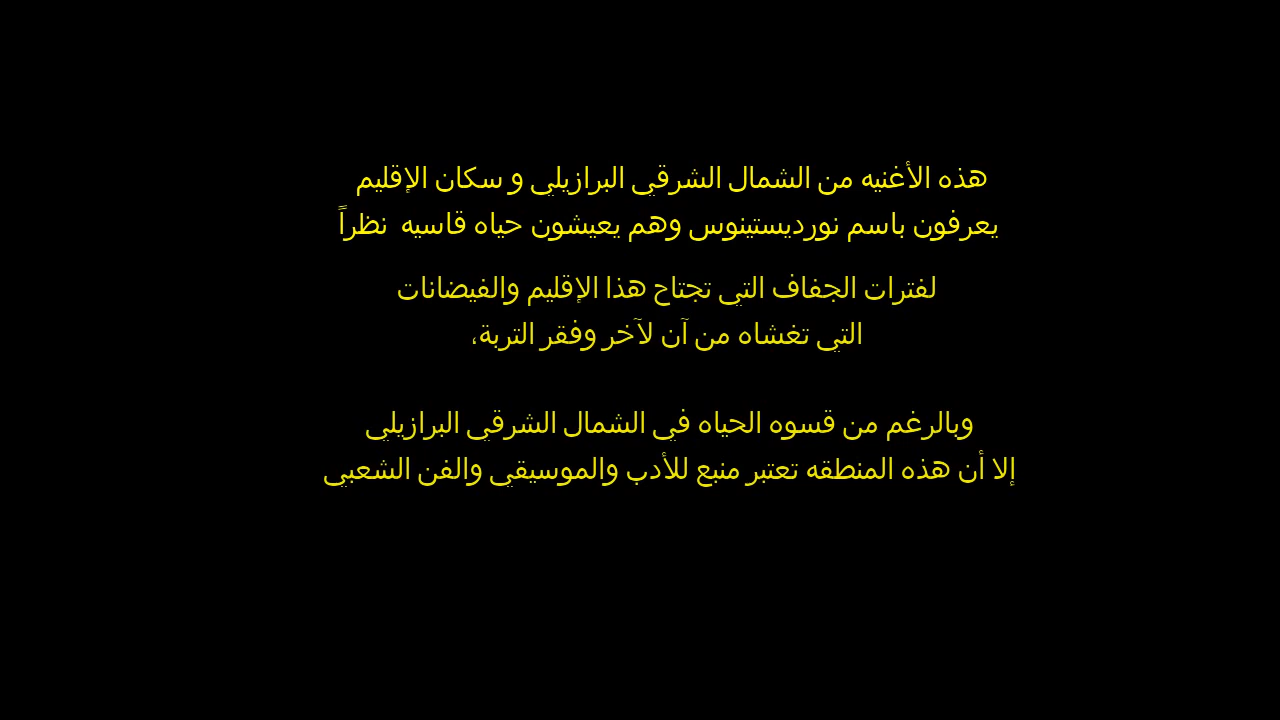 هذه الأغنيه من الشمال الشرقي البرازيلي و سكان الإقليم
يعرفون باسم نورديستينوس وهم يعيشون حياه قاسيه نظراً
لفترات الجفاف التي تجتاح هذا الإقليم والفيضانات
التي تغشاه من آن لآخر وفقر التربة،
وبالرغم من قسوه الحياه في الشمال الشرقي البرازيلي
إلا أن هذه المنطقه تعتبر منبع للأدب والموسيقي والفن الشعبي